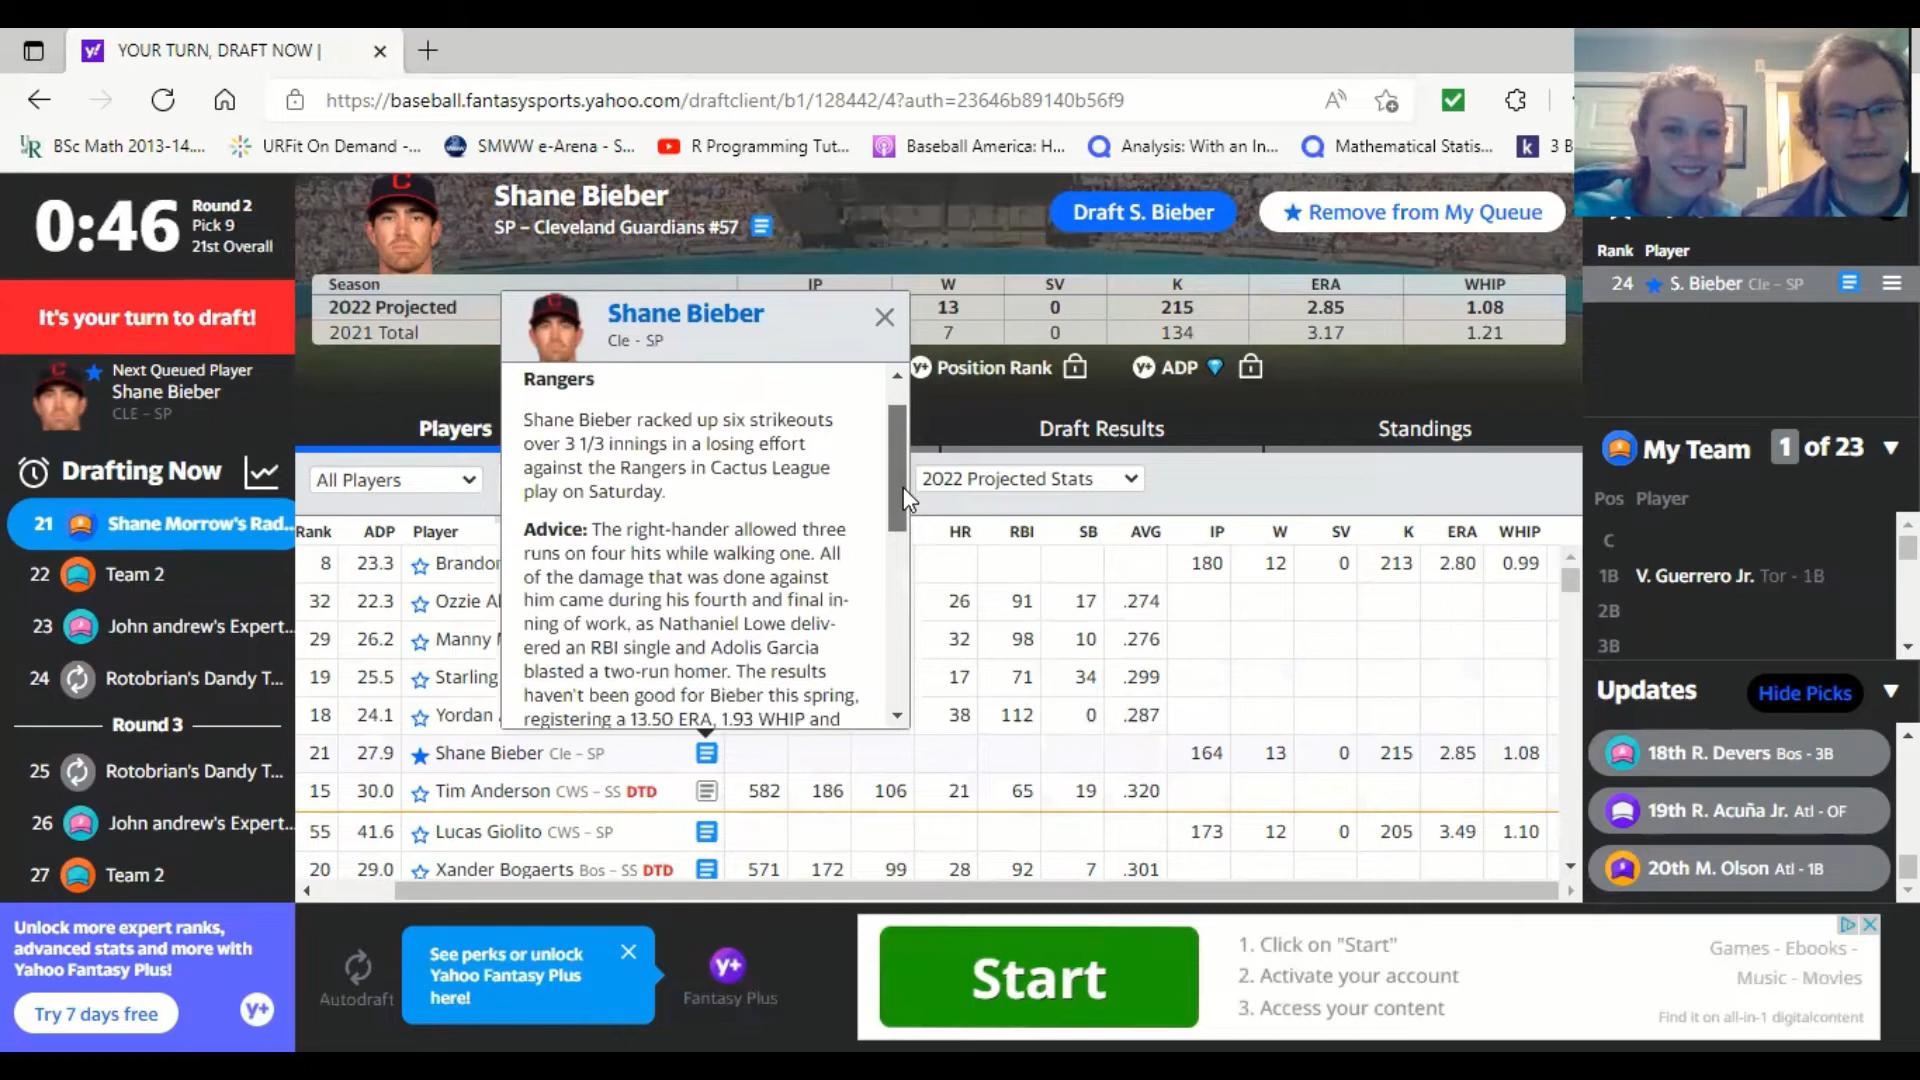 YOUR TURN, DRAFT NOW |
https://baseball.fantasysports.yahoo.com/draftclient/b1/128442/4?auth=23646b89140b56f9
BSc Math 2013-14....
URFit On Demand -...
SMWW e-Arena - S...
R Programming Tut...
Baseball America: H...
Analysis: With an In...
Mathematical Statis...
3 B
0:46
Round 2
Pick 9
21st Overall
It's your turn to draft!
Next Queued Player
Shane Bieber
CLE – SP
Drafting Now
21 Shane Morrow's Rad...
22 Team 2
23 John andrew's Expert...
24 Rotobrian's Dandy T...
Round 3
25 Rotobrian's Dandy T...
26 John andrew's Expert...
27 Team 2
Unlock more expert ranks,
advanced stats and more with
Yahoo Fantasy Plus!
Try 7 days free
y+
Shane Bieber
SP – Cleveland Guardians #57
Draft S. Bieber
Remove from My Queue
Season IP W SV K ERA WHIP
2022 Projected 13 0 215 2.85 1.08
2021 Total 7 0 134 3.17 1.21
Position Rank
ADP
Players
Draft Results
Standings
All Players
2022 Projected Stats
Shane Bieber
Cle - SP
Rangers
Shane Bieber racked up six strikeouts
over 3 1/3 innings in a losing effort
against the Rangers in Cactus League
play on Saturday.
Advice: The right-hander allowed three
runs on four hits while walking one. All
of the damage that was done against
him came during his fourth and final in-
ning of work, as Nathaniel Lowe deliv-
ered an RBI single and Adolis Garcia
blasted a two-run homer. The results
haven't been good for Bieber this spring,
registering a 13.50 ERA, 1.93 WHIP and
Rank ADP Player HR RBI SB AVG IP W SV K ERA WHIP
8 23.3 Brandon 180 12 0 213 2.80 0.99
32 22.3 Ozzie Al 26 91 17 .274
29 26.2 Manny 32 98 10 .276
19 25.5 Starling 17 71 34 .299
18 24.1 Yordan 38 112 0 .287
21 27.9 Shane Bieber Cle – SP 164 13 0 215 2.85 1.08
15 30.0 Tim Anderson CWS – SS DTD 582 186 106 21 65 19 .320
55 41.6 Lucas Giolito CWS – SP 173 12 0 205 3.49 1.10
20 29.0 Xander Bogaerts Bos – SS DTD 571 172 99 28 92 7 .301
Autodraft
See perks or unlock
Yahoo Fantasy Plus
here!
y+
Fantasy Plus
Start
1. Click on "Start"
2. Activate your account
3. Access your content
Games - Ebooks -
Music - Movies
Find it on all-in-1 digitalcontent
Rank Player
24 S. Bieber Cle – SP
My Team 1 of 23
Pos Player
C
1B V. Guerrero Jr. Tor - 1B
2B
3B
Updates
Hide Picks
18th R. Devers Bos - 3B
19th R. Acuña Jr. Atl - OF
20th M. Olson Atl - 1B